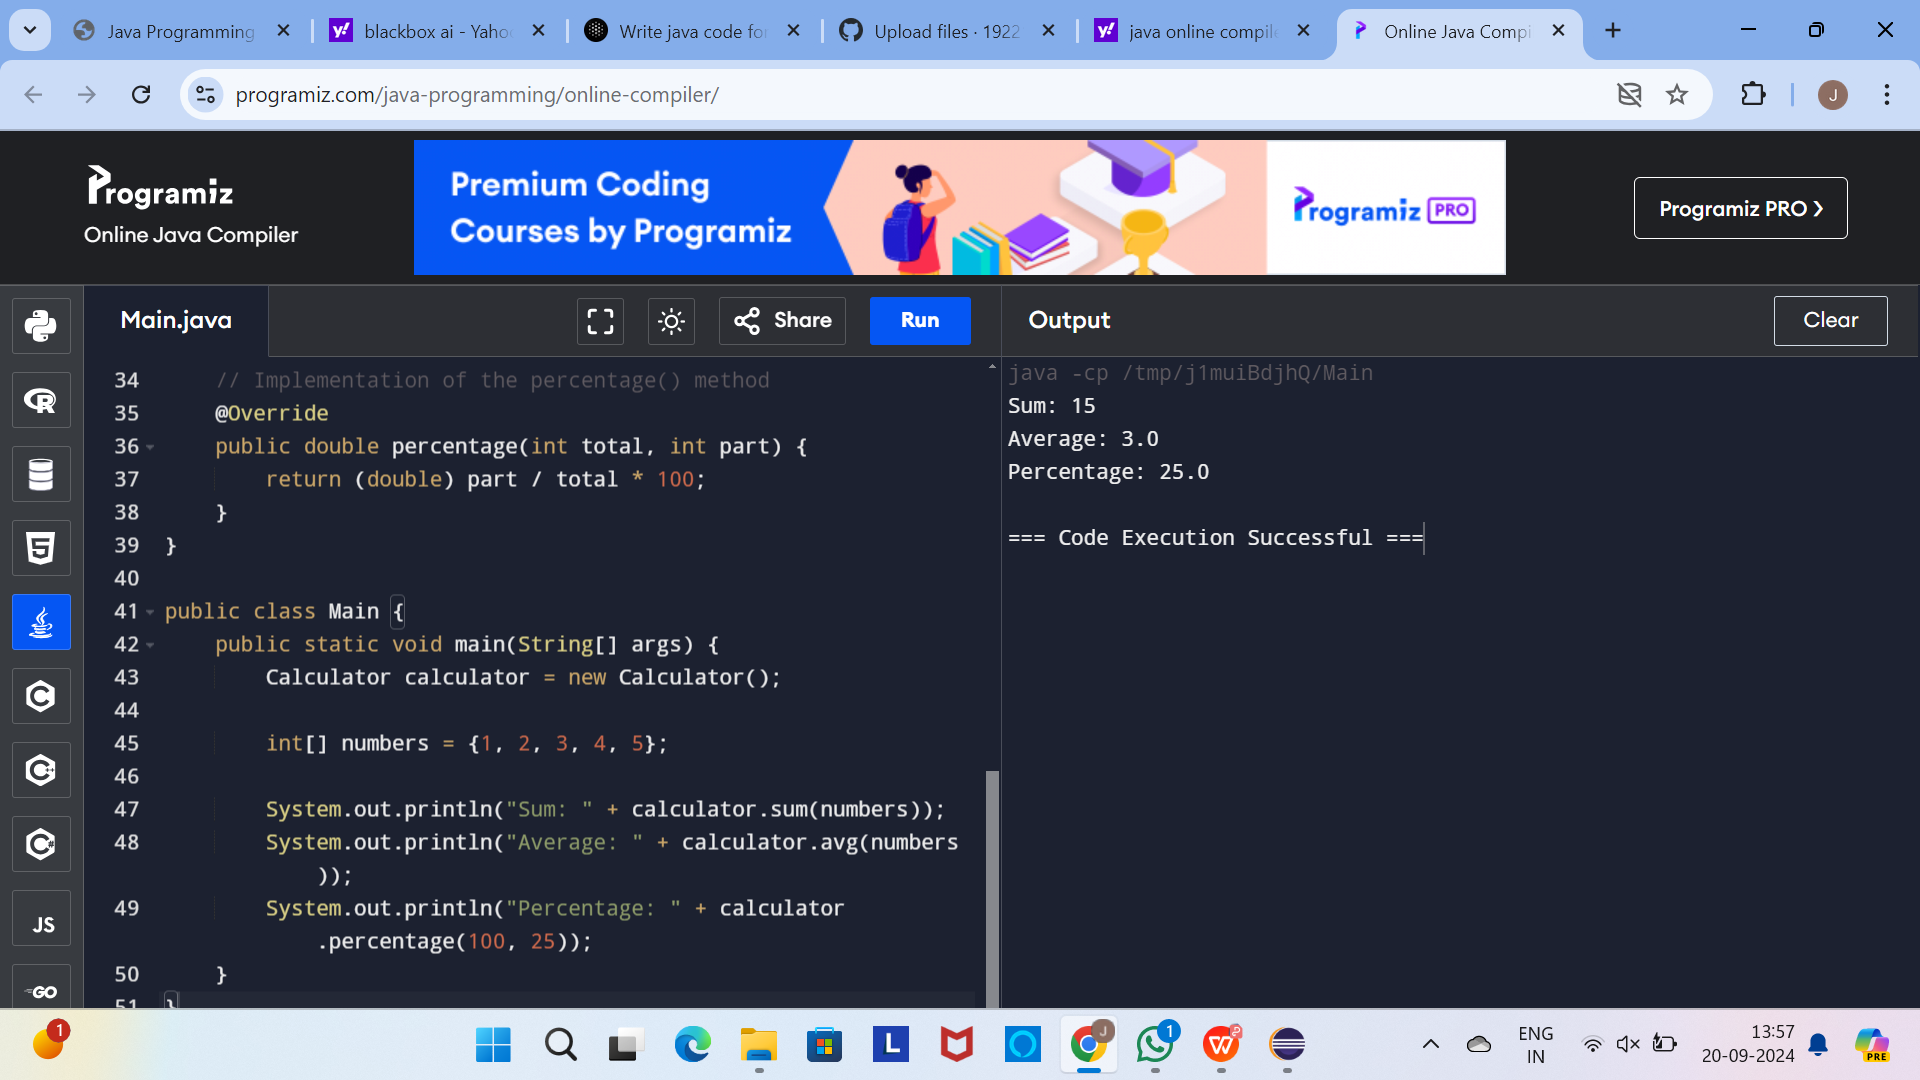 Java Programming
blackbox ai - Yaho
Write java code fo
Upload files · 1922
java online compil
Online Java Compi
programiz.com/java-programming/online-compiler/
J
Programiz
Online Java Compiler
Premium Coding
Courses by Programiz
Programiz PRO
Programiz PRO ❯
Main.java
Share
Run
Output
Clear
34 // Implementation of the percentage() method
35 @Override
36 public double percentage(int total, int part) {
37 return (double) part / total * 100;
38 }
39 }
40
41 public class Main {
42 public static void main(String[] args) {
43 Calculator calculator = new Calculator();
44
45 int[] numbers = {1, 2, 3, 4, 5};
46
47 System.out.println("Sum: " + calculator.sum(numbers));
48 System.out.println("Average: " + calculator.avg(numbers
));
49 System.out.println("Percentage: " + calculator
.percentage(100, 25));
50 }
51 }
java -cp /tmp/j1muiBdjhQ/Main
Sum: 15
Average: 3.0
Percentage: 25.0
=== Code Execution Successful ===
JS
GO
1
L
J
1
W
ENG
IN
13:57
20-09-2024
PRE